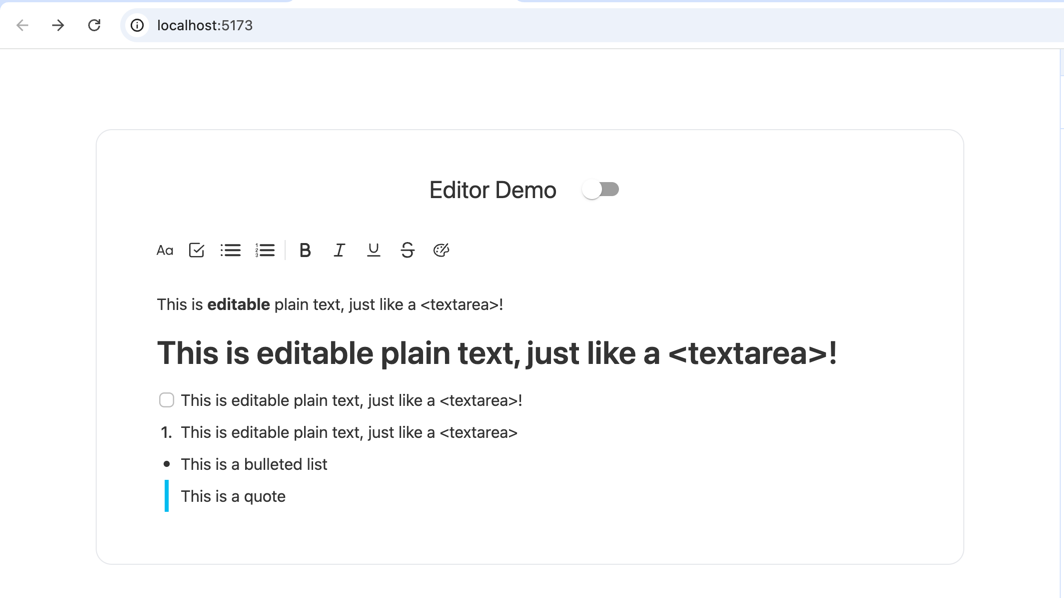 localhost:5173
Editor Demo
Aa B I U S
This is editable plain text, just like a <textarea>!
This is editable plain text, just like a <textarea>!
This is editable plain text, just like a <textarea>!
1. This is editable plain text, just like a <textarea>
• This is a bulleted list
This is a quote